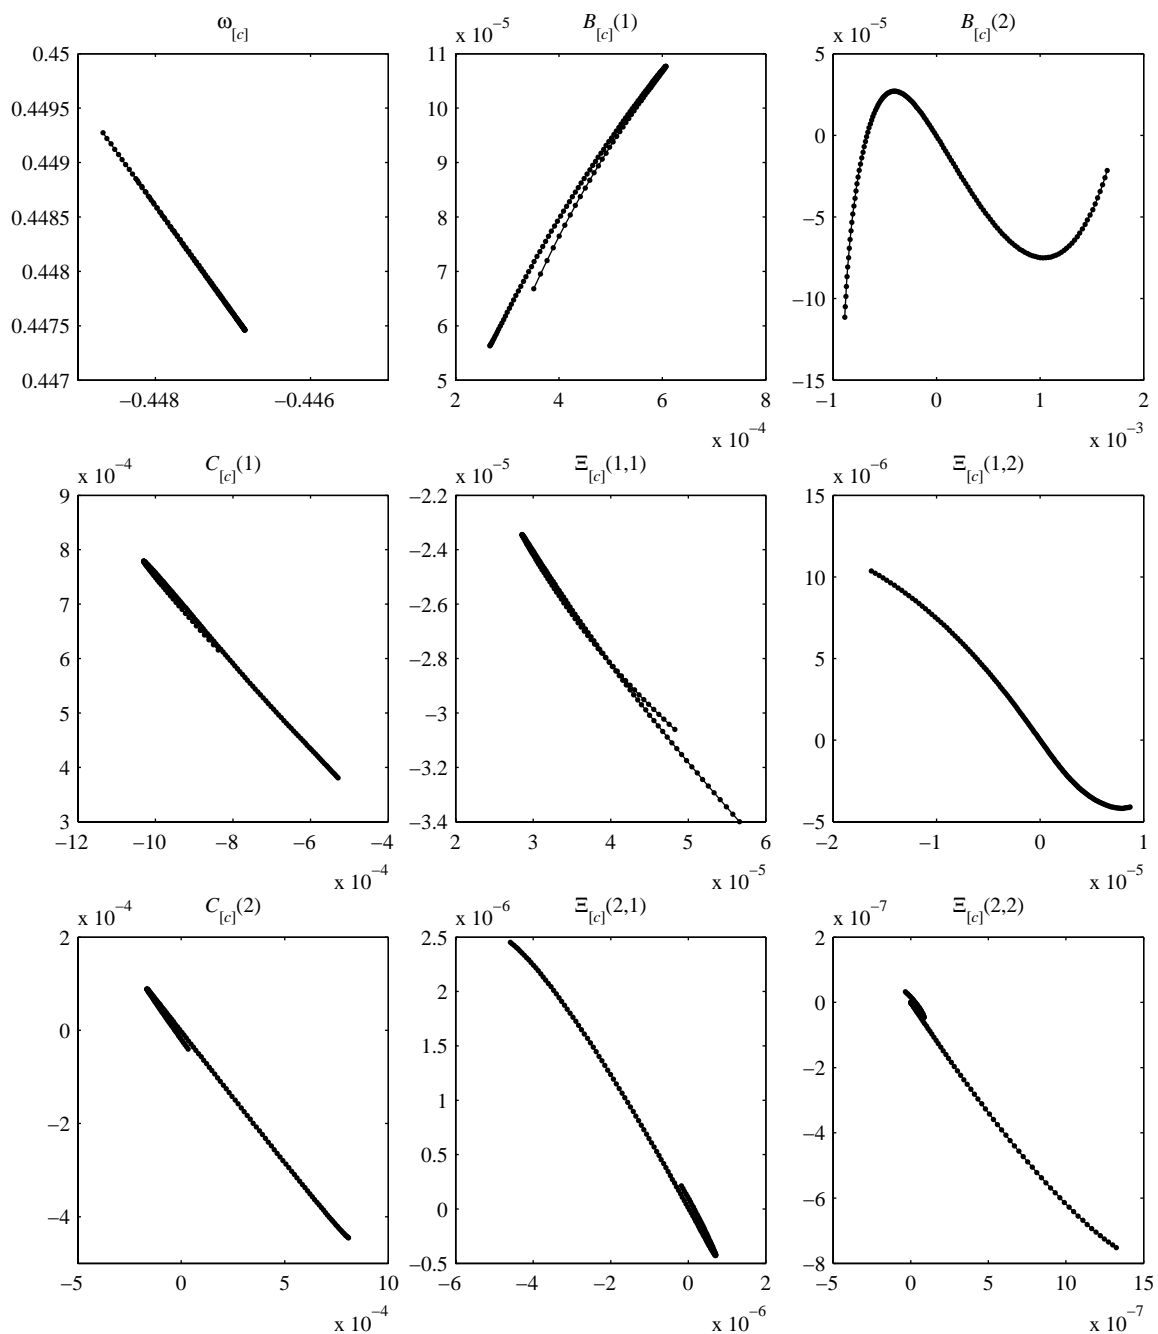 ω[c]
0.45
0.4495
0.449
0.4485
0.448
0.4475
0.447
−0.448 −0.446
x 10−5
B[c](1)
11
10
9
8
7
6
5
2 4 6 8
x 10−4
x 10−5
B[c](2)
5
0
−5
−10
−15
−1 0 1 2
x 10−3
x 10−4
C[c](1)
9
8
7
6
5
4
3
−12 −10 −8 −6 −4
x 10−4
x 10−5
Ξ[c](1,1)
−2.2
−2.4
−2.6
−2.8
−3
−3.2
−3.4
2 3 4 5 6
x 10−5
x 10−6
Ξ[c](1,2)
15
10
5
0
−5
−2 −1 0 1
x 10−5
x 10−4
C[c](2)
2
0
−2
−4
−5 0 5 10
x 10−4
x 10−6
Ξ[c](2,1)
2.5
2
1.5
1
0.5
0
−0.5
−6 −4 −2 0 2
x 10−6
x 10−7
Ξ[c](2,2)
2
0
−2
−4
−6
−8
−5 0 5 10 15
x 10−7